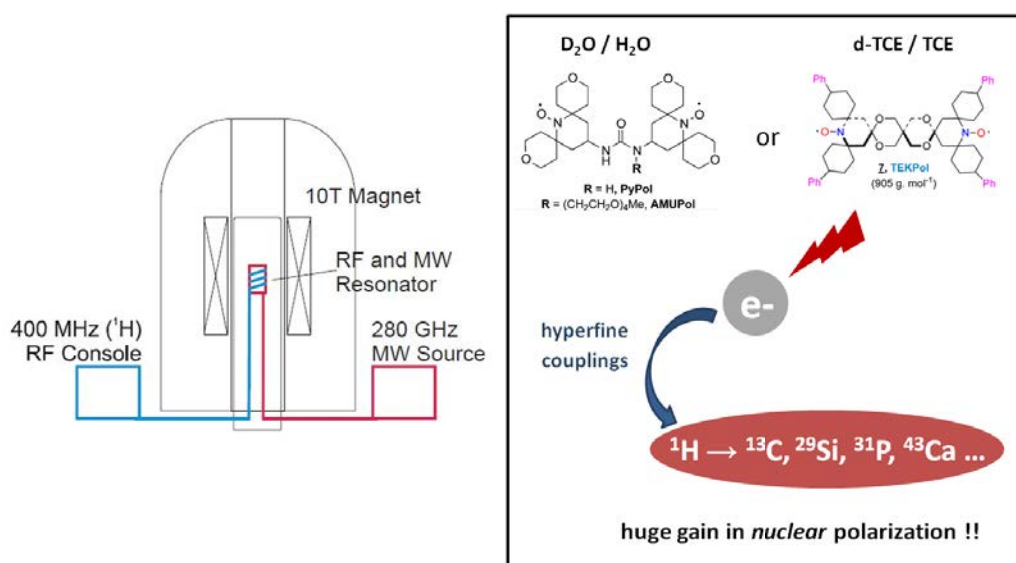 10T Magnet
RF and MW
Resonator
400 MHz (¹H)
RF Console
280 GHz
MW Source
D₂O / H₂O
O
O
•O
N
O
N
H
N
R
O
N
O•
O
R = H, PyPol
R = (CH₂CH₂O)₄Me, AMUPol
or
d-TCE / TCE
Ph
Ph
•O-N
O
O
O
O
N-O•
Ph
Ph
7, TEKPol
(905 g. mol⁻¹)
e-
hyperfine
couplings
¹H → ¹³C, ²⁹Si, ³¹P, ⁴³Ca ...
huge gain in nuclear polarization !!